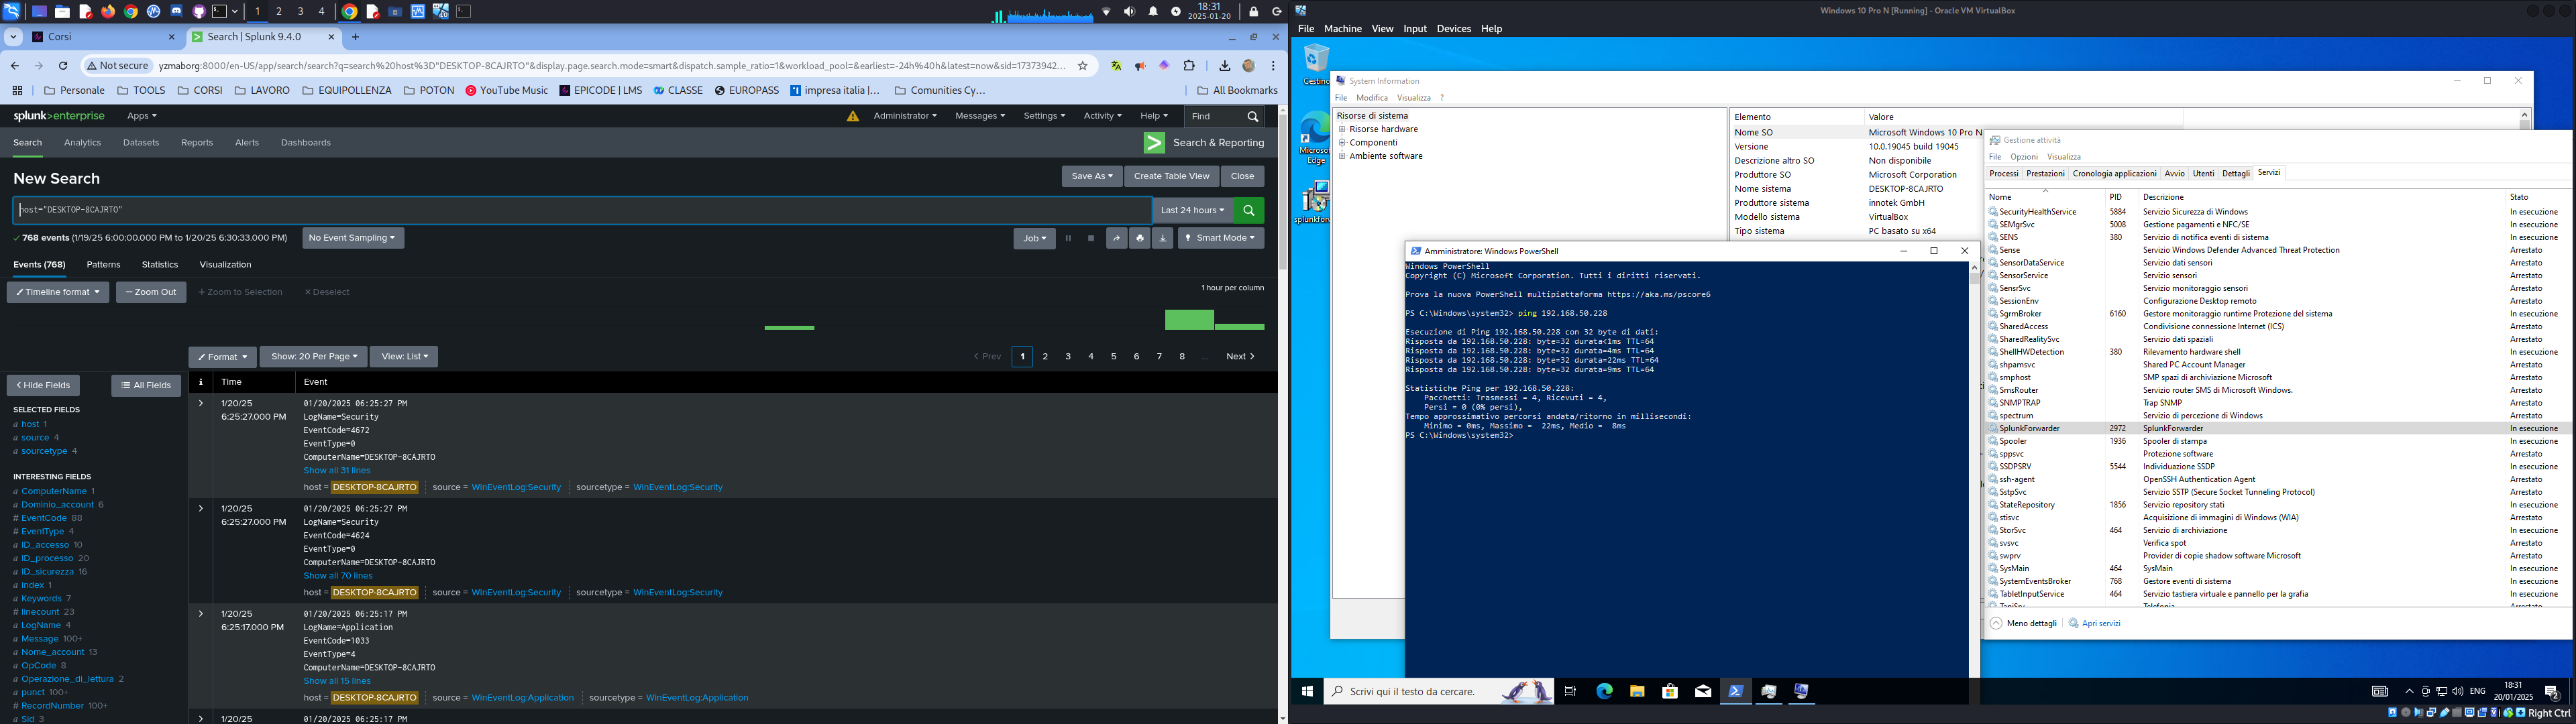 1 2 3 4
18:31
2025-01-20
Corsi
Search | Splunk 9.4.0
Not secure
yzmaborg:8000/en-US/app/search/search?q=search%20host%3D"DESKTOP-8CAJRTO"&display.page.search.mode=smart&dispatch.sample_ratio=1&workload_pool=&earliest=-24h%40h&latest=now&sid=17373942...
Personale TOOLS CORSI LAVORO EQUIPOLLENZA POTON YouTube Music EPICODE | LMS CLASSE EUROPASS impresa italia |... Comunities Cy... All Bookmarks
splunk>enterprise Apps Administrator Messages Settings Activity Help Find
Search Analytics Datasets Reports Alerts Dashboards Search & Reporting
New Search
Save As Create Table View Close
host="DESKTOP-8CAJRTO"
Last 24 hours
768 events (1/19/25 6:00:00.000 PM to 1/20/25 6:30:33.000 PM) No Event Sampling Job Smart Mode
Events (768) Patterns Statistics Visualization
Timeline format — Zoom Out + Zoom to Selection × Deselect
1 hour per column
Format Show: 20 Per Page View: List
< Prev 1 2 3 4 5 6 7 8 ... Next >
< Hide Fields All Fields
i Time Event
SELECTED FIELDS
a host 1
a source 4
a sourcetype 4
INTERESTING FIELDS
a ComputerName 1
a Dominio_account 6
# EventCode 88
# EventType 4
a ID_accesso 10
a ID_processo 20
a ID_sicurezza 16
a index 1
a Keywords 7
# linecount 23
a LogName 4
a Message 100+
a Nome_account 13
a OpCode 8
a Operazione_di_lettura 2
a punct 100+
# RecordNumber 100+
a Sid 3
1/20/25
6:25:27.000 PM
01/20/2025 06:25:27 PM
LogName=Security
EventCode=4672
EventType=0
ComputerName=DESKTOP-8CAJRTO
Show all 31 lines
host = DESKTOP-8CAJRTO source = WinEventLog:Security sourcetype = WinEventLog:Security
1/20/25
6:25:27.000 PM
01/20/2025 06:25:27 PM
LogName=Security
EventCode=4624
EventType=0
ComputerName=DESKTOP-8CAJRTO
Show all 70 lines
host = DESKTOP-8CAJRTO source = WinEventLog:Security sourcetype = WinEventLog:Security
1/20/25
6:25:17.000 PM
01/20/2025 06:25:17 PM
LogName=Application
EventCode=1033
EventType=4
ComputerName=DESKTOP-8CAJRTO
Show all 15 lines
host = DESKTOP-8CAJRTO source = WinEventLog:Application sourcetype = WinEventLog:Application
1/20/25
01/20/2025 06:25:17 PM
Windows 10 Pro N [Running] - Oracle VM VirtualBox
File Machine View Input Devices Help
Cestino
Microsoft
Edge
System Information
File Modifica Visualizza ?
Risorse di sistema
Risorse hardware
Componenti
Ambiente software
Elemento Valore
Nome SO Microsoft Windows 10 Pro N
Versione 10.0.19045 build 19045
Descrizione altro SO Non disponibile
Produttore SO Microsoft Corporation
Nome sistema DESKTOP-8CAJRTO
Produttore sistema innotek GmbH
Modello sistema VirtualBox
Tipo sistema PC basato su x64
Amministratore: Windows PowerShell
Windows PowerShell
Copyright (C) Microsoft Corporation. Tutti i diritti riservati.
Prova la nuova PowerShell multipiattaforma https://aka.ms/pscore6
PS C:\Windows\system32> ping 192.168.50.228
Esecuzione di Ping 192.168.50.228 con 32 byte di dati:
Risposta da 192.168.50.228: byte=32 durata<1ms TTL=64
Risposta da 192.168.50.228: byte=32 durata=4ms TTL=64
Risposta da 192.168.50.228: byte=32 durata=22ms TTL=64
Risposta da 192.168.50.228: byte=32 durata=9ms TTL=64
Statistiche Ping per 192.168.50.228:
Pacchetti: Trasmessi = 4, Ricevuti = 4,
Persi = 0 (0% persi),
Tempo approssimativo percorsi andata/ritorno in millisecondi:
Minimo = 0ms, Massimo = 22ms, Medio = 8ms
PS C:\Windows\system32>
Gestione attività
File Opzioni Visualizza
Processi Prestazioni Cronologia applicazioni Avvio Utenti Dettagli Servizi
Nome PID Descrizione Stato
SecurityHealthService 5884 Servizio Sicurezza di Windows In esecuzione
SEMgrSvc 5008 Gestione pagamenti e NFC/SE In esecuzione
SENS 380 Servizio di notifica eventi di sistema In esecuzione
Sense Servizio Windows Defender Advanced Threat Protection Arrestato
SensorDataService Servizio dati sensori Arrestato
SensorService Servizio sensori Arrestato
SensrSvc Servizio monitoraggio sensori Arrestato
SessionEnv Configurazione Desktop remoto Arrestato
SgrmBroker 6160 Gestore monitoraggio runtime Protezione del sistema In esecuzione
SharedAccess Condivisione connessione Internet (ICS) Arrestato
SharedRealitySvc Servizio dati spaziali Arrestato
ShellHWDetection 380 Rilevamento hardware shell In esecuzione
shpamsvc Shared PC Account Manager Arrestato
smphost SMP spazi di archiviazione Microsoft Arrestato
SmsRouter Servizio router SMS di Microsoft Windows. Arrestato
SNMPTRAP Trap SNMP Arrestato
spectrum Servizio di percezione di Windows Arrestato
SplunkForwarder 2972 SplunkForwarder In esecuzione
Spooler 1936 Spooler di stampa In esecuzione
sppsvc Protezione software Arrestato
SSDPSRV 5544 Individuazione SSDP In esecuzione
ssh-agent OpenSSH Authentication Agent Arrestato
SstpSvc Servizio SSTP (Secure Socket Tunneling Protocol) Arrestato
StateRepository 1856 Servizio repository stati In esecuzione
stisvc Acquisizione di immagini di Windows (WIA) Arrestato
StorSvc 464 Servizio di archiviazione In esecuzione
svsvc Verifica spot Arrestato
swprv Provider di copie shadow software Microsoft Arrestato
SysMain 464 SysMain In esecuzione
SystemEventsBroker 768 Gestore eventi di sistema In esecuzione
TabletInputService 464 Servizio tastiera virtuale e pannello per la grafia In esecuzione
Meno dettagli Apri servizi
Scrivi qui il testo da cercare.
ENG
18:31
20/01/2025
2
Right Ctrl